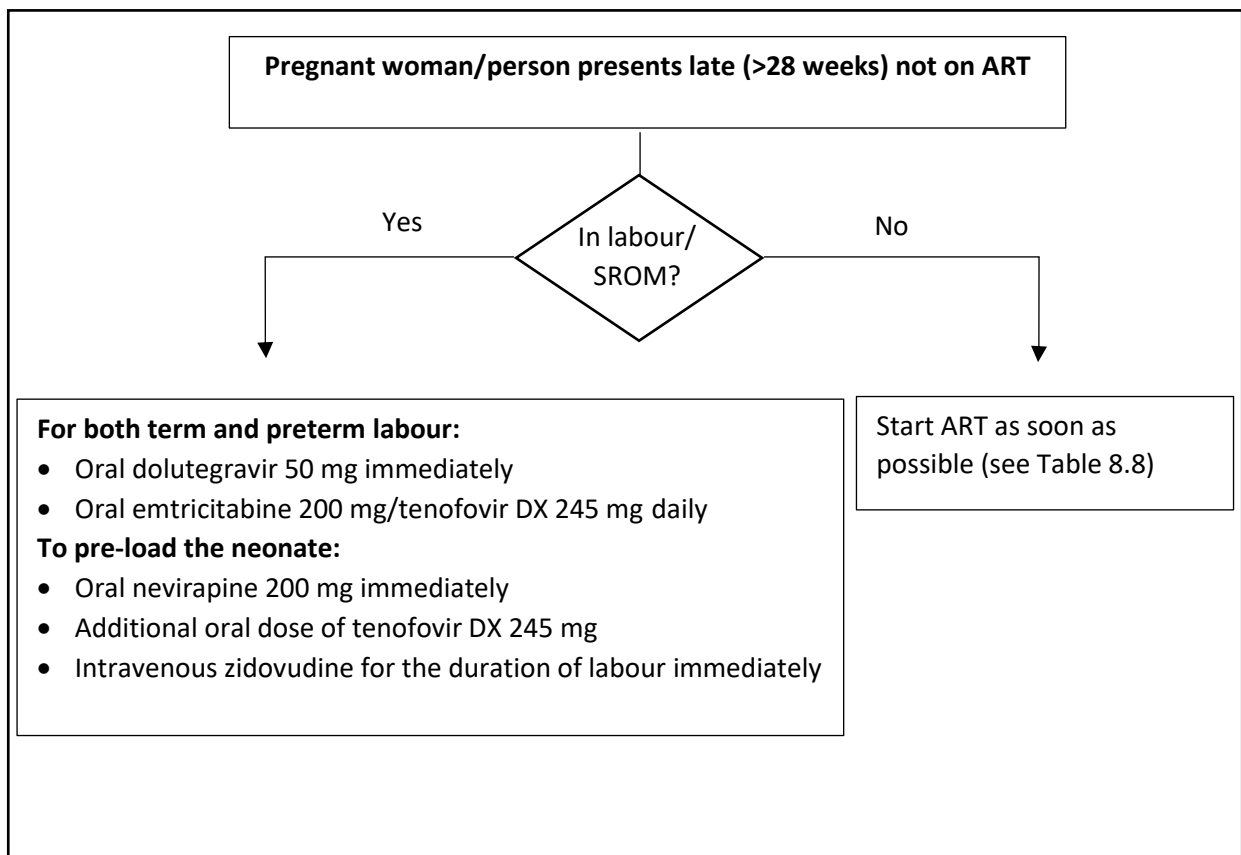 Pregnant woman/person presents late (>28 weeks) not on ART
Yes
In labour/
SROM?
No
For both term and preterm labour:
• Oral dolutegravir 50 mg immediately
• Oral emtricitabine 200 mg/tenofovir DX 245 mg daily
To pre-load the neonate:
• Oral nevirapine 200 mg immediately
• Additional oral dose of tenofovir DX 245 mg
• Intravenous zidovudine for the duration of labour immediately
Start ART as soon as
possible (see Table 8.8)